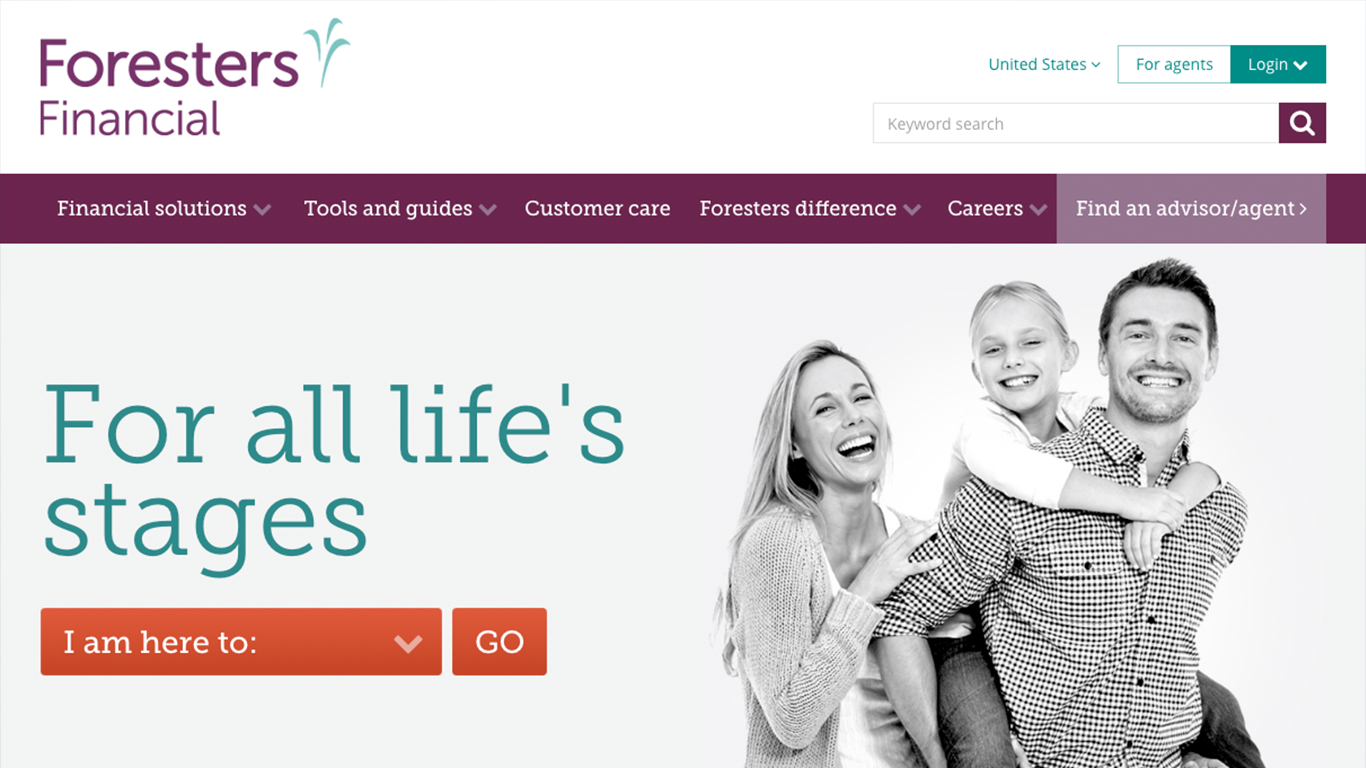 Foresters
Financial
United States
For agents
Login
Keyword search
Financial solutions
Tools and guides
Customer care
Foresters difference
Careers
Find an advisor/agent
For all life's
stages
I am here to:
GO